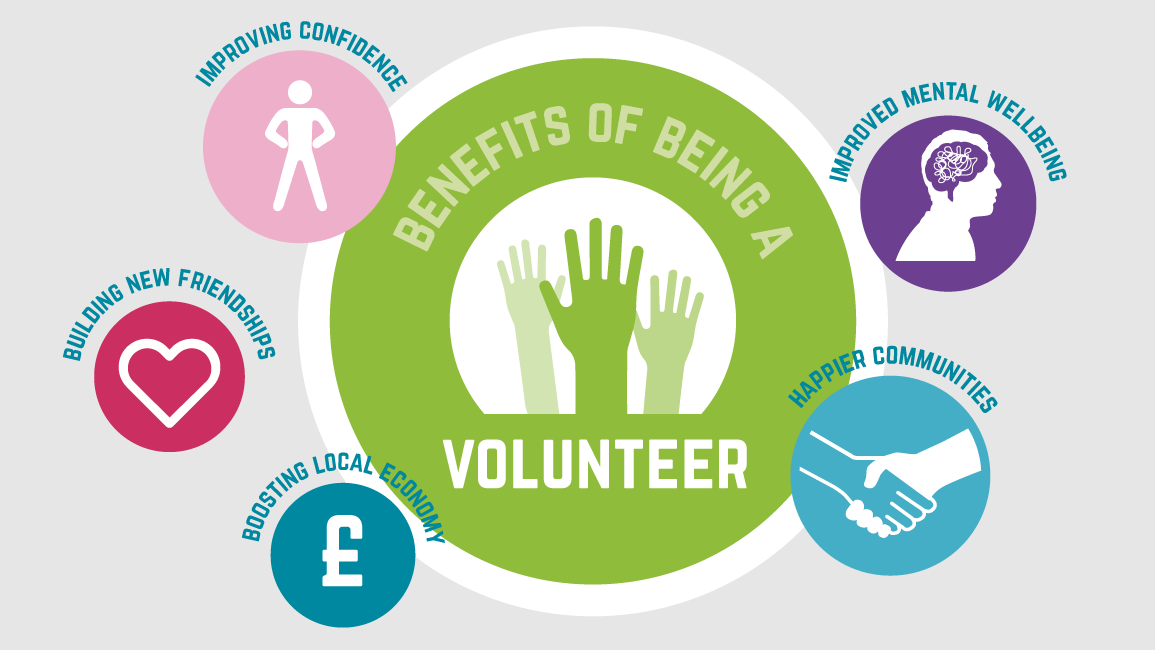 IMPROVING CONFIDENCE
BENEFITS OF BEING A
VOLUNTEER
IMPROVED MENTAL WELLBEING
BUILDING NEW FRIENDSHIPS
HAPPIER COMMUNITIES
BOOSTING LOCAL ECONOMY
£